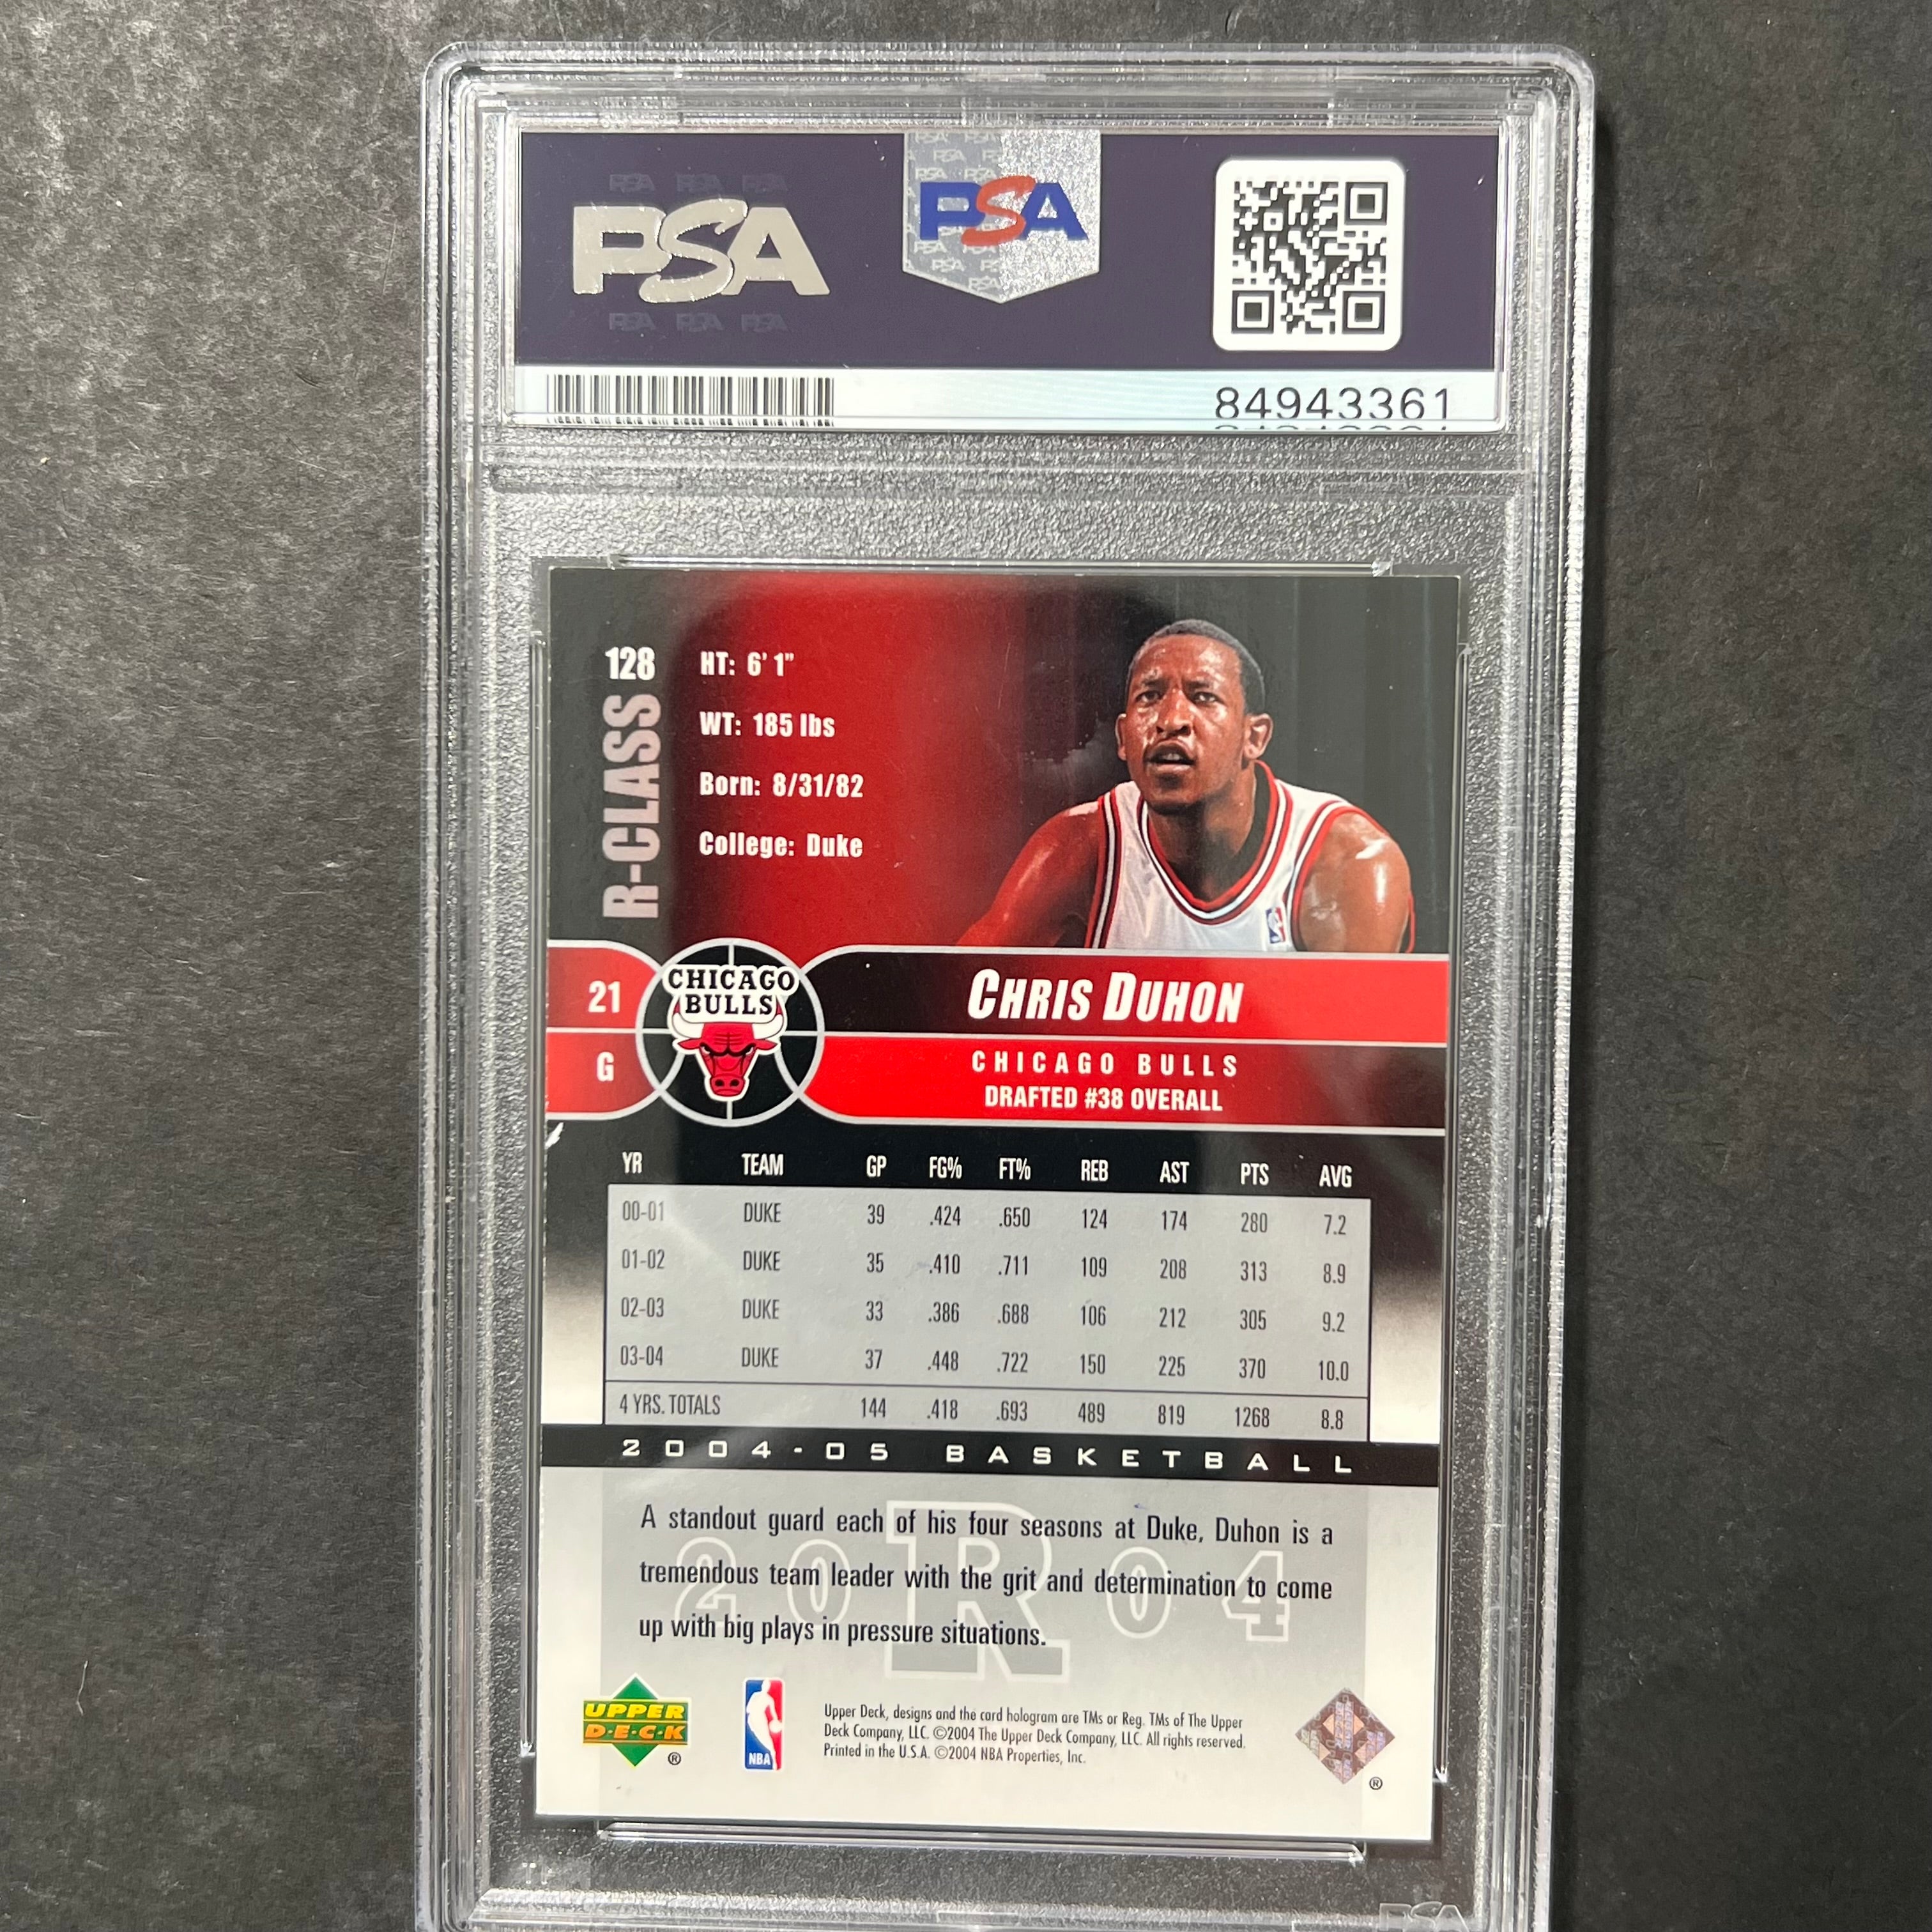 PSA
PSA
84943361
128
R-CLASS
HT: 6' 1"
WT: 185 lbs
Born: 8/31/82
College: Duke
21
G
CHICAGO
BULLS
CHRIS DUHON
CHICAGO BULLS
DRAFTED #38 OVERALL
YR TEAM GP FG% FT% REB AST PTS AVG
00-01 DUKE 39 .424 .650 124 174 280 7.2
01-02 DUKE 35 .410 .711 109 208 313 8.9
02-03 DUKE 33 .386 .688 106 212 305 9.2
03-04 DUKE 37 .448 .722 150 225 370 10.0
4 YRS. TOTALS 144 .418 .693 489 819 1268 8.8
2004-05 BASKETBALL
A standout guard each of his four seasons at Duke, Duhon is a
tremendous team leader with the grit and determination to come
up with big plays in pressure situations.
20 R 04
UPPER
D·E·C·K
®
NBA
Upper Deck, designs and the card hologram are TMs or Reg. TMs of The Upper
Deck Company, LLC. ©2004 The Upper Deck Company, LLC. All rights reserved.
Printed in the U.S.A. ©2004 NBA Properties, Inc.
®
PSA